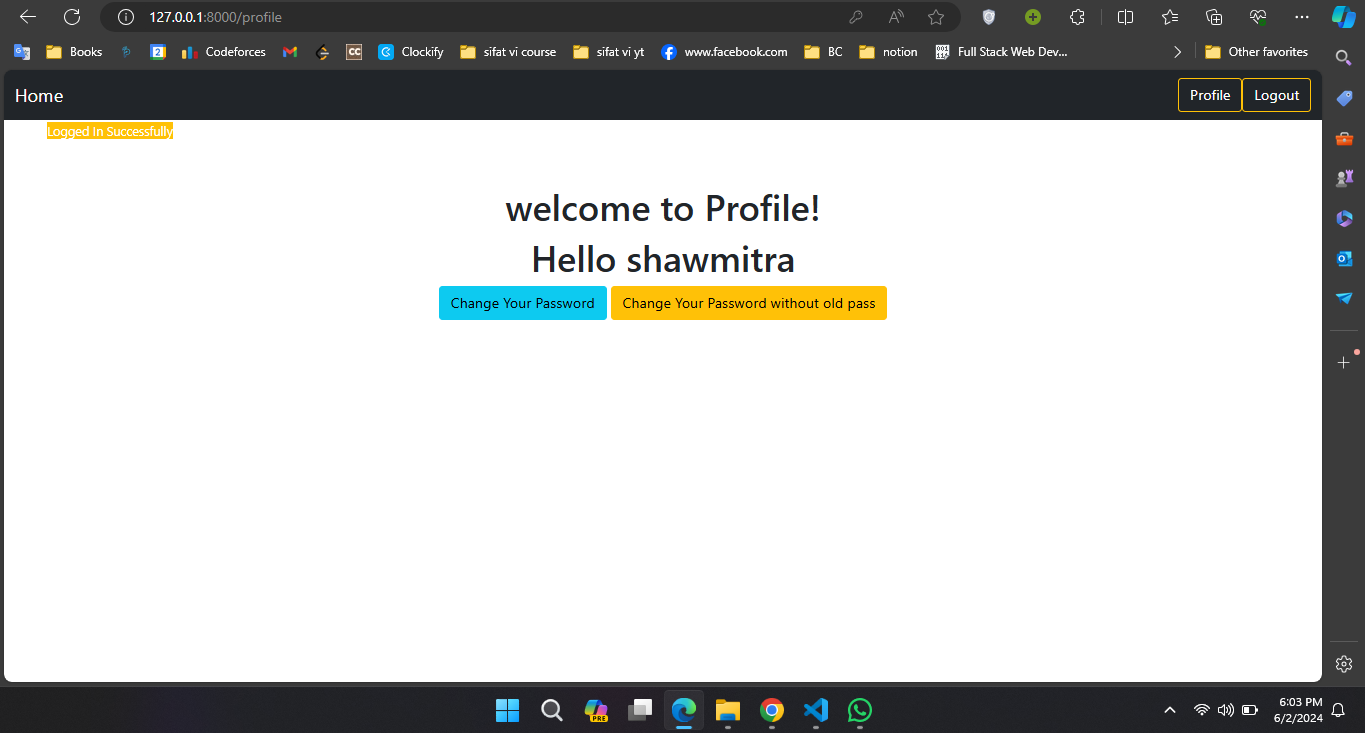 127.0.0.1:8000/profile
Books
2
Codeforces
CC
Clockify
sifat vi course
sifat vi yt
www.facebook.com
BC
notion
Full Stack Web Dev...
Other favorites
Home
Profile
Logout
Logged In Successfully
welcome to Profile!
Hello shawmitra
Change Your Password
Change Your Password without old pass
PRE
6:03 PM
6/2/2024